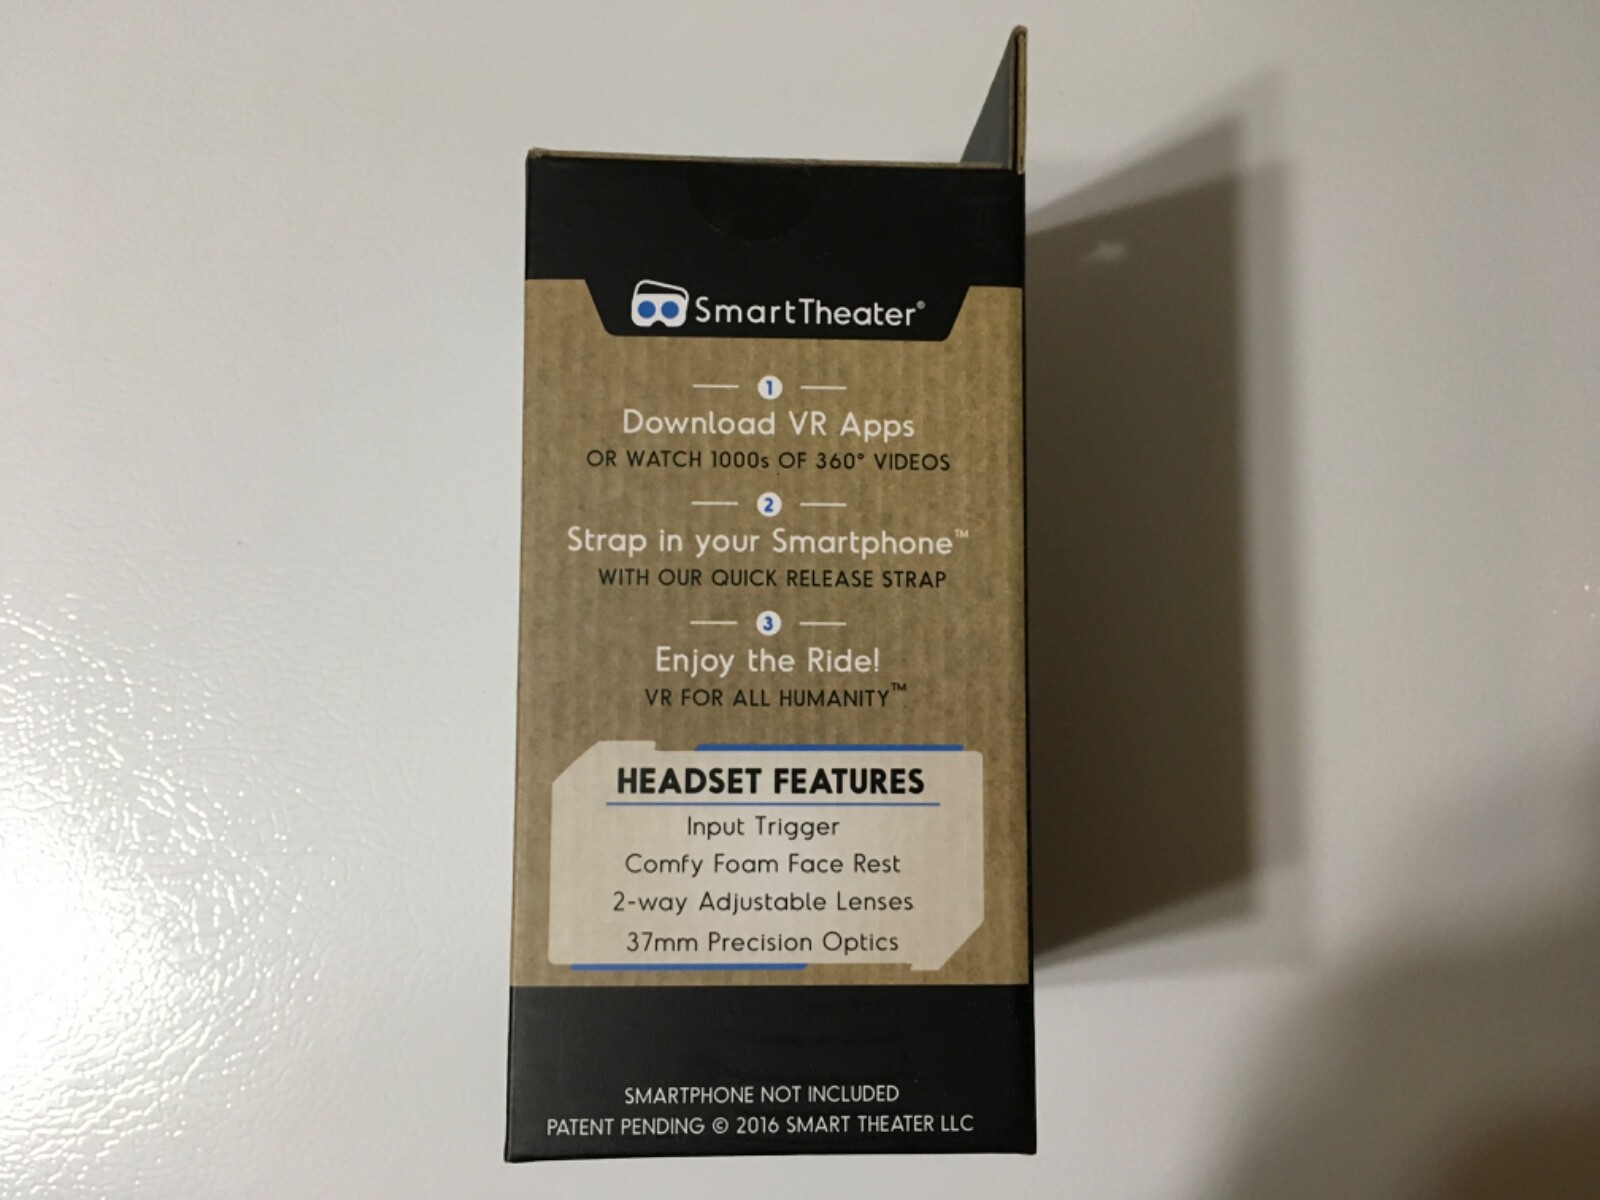 SmartTheater®
1
Download VR Apps
OR WATCH 1000s OF 360° VIDEOS
2
Strap in your Smartphone™
WITH OUR QUICK RELEASE STRAP
3
Enjoy the Ride!
VR FOR ALL HUMANITY™
HEADSET FEATURES
Input Trigger
Comfy Foam Face Rest
2-way Adjustable Lenses
37mm Precision Optics
SMARTPHONE NOT INCLUDED
PATENT PENDING © 2016 SMART THEATER LLC